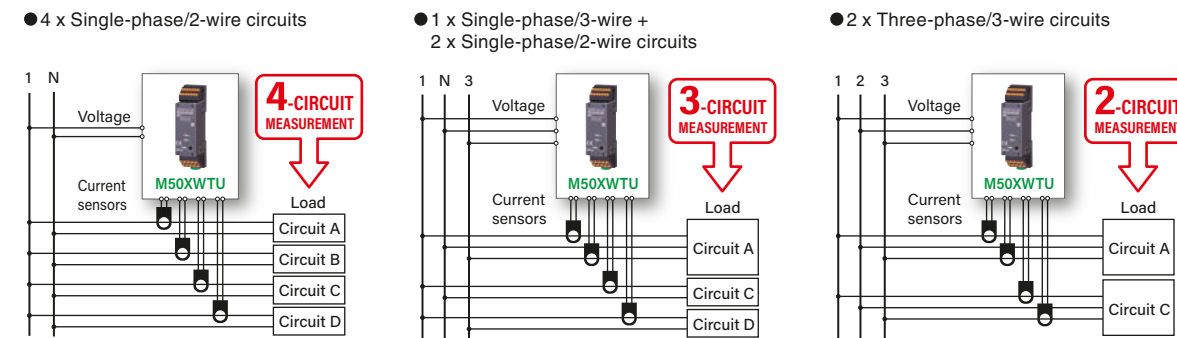 ●4 x Single-phase/2-wire circuits
1 N
Voltage
4-CIRCUIT
MEASUREMENT
M50XWTU
Current
sensors
Load
Circuit A
Circuit B
Circuit C
Circuit D
●1 x Single-phase/3-wire +
2 x Single-phase/2-wire circuits
1 N 3
Voltage
3-CIRCUIT
MEASUREMENT
M50XWTU
Current
sensors
Load
Circuit A
Circuit C
Circuit D
●2 x Three-phase/3-wire circuits
1 2 3
Voltage
2-CIRCUIT
MEASUREMENT
M50XWTU
Current
sensors
Load
Circuit A
Circuit C